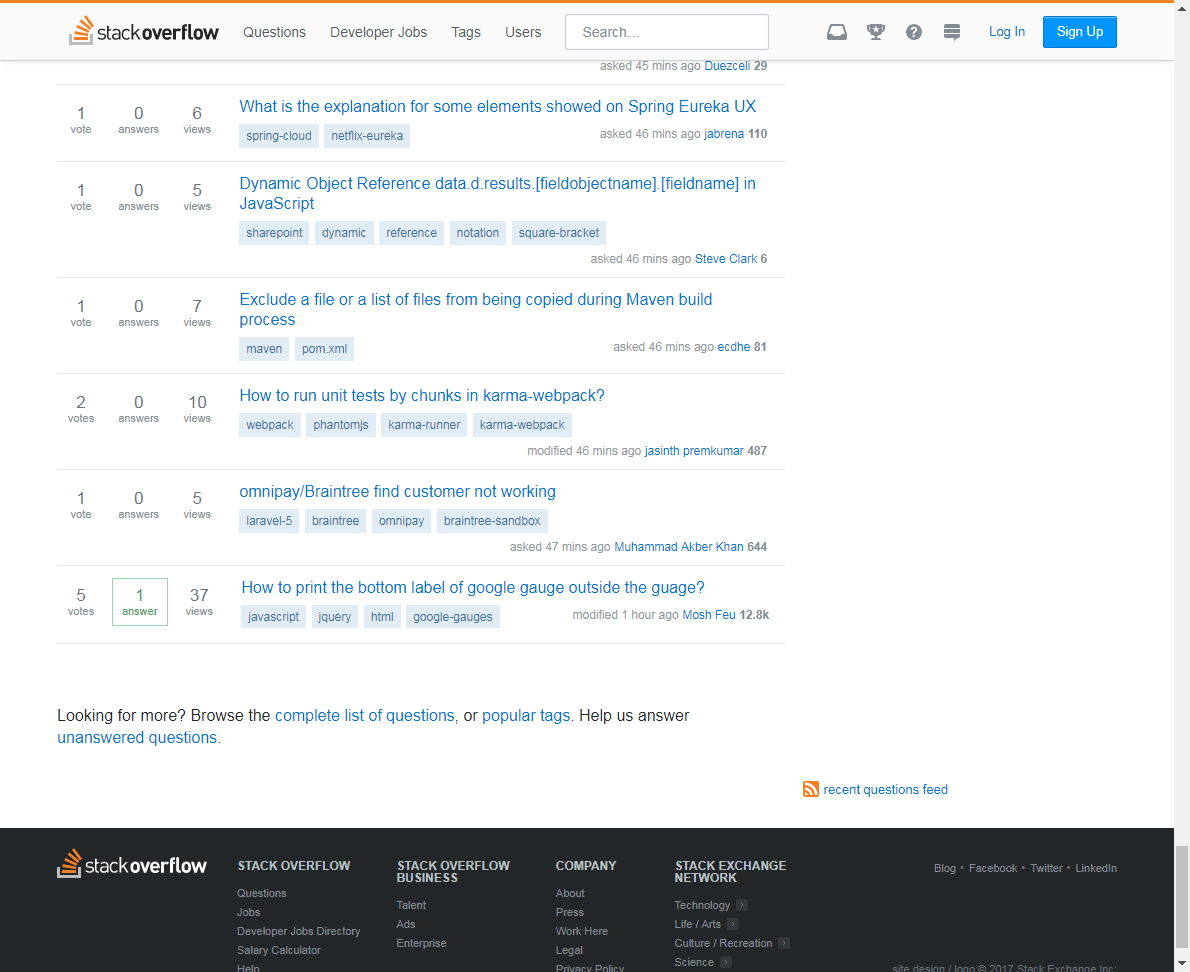 stackoverflow Questions Developer Jobs Tags Users Search... Log In Sign Up
asked 45 mins ago Duezceli 29
What is the explanation for some elements showed on Spring Eureka UX
1 0 6
vote answers views
spring-cloud netflix-eureka asked 46 mins ago jabrena 110
Dynamic Object Reference data.d.results.[fieldobjectname].[fieldname] in
JavaScript
1 0 5
vote answers views
sharepoint dynamic reference notation square-bracket
asked 46 mins ago Steve Clark 6
Exclude a file or a list of files from being copied during Maven build
process
1 0 7
vote answers views
maven pom.xml asked 46 mins ago ecdhe 81
How to run unit tests by chunks in karma-webpack?
2 0 10
votes answers views
webpack phantomjs karma-runner karma-webpack
modified 46 mins ago jasinth premkumar 487
omnipay/Braintree find customer not working
1 0 5
vote answers views
laravel-5 braintree omnipay braintree-sandbox
asked 47 mins ago Muhammad Akber Khan 644
How to print the bottom label of google gauge outside the guage?
5 1 37
votes answer views
javascript jquery html google-gauges modified 1 hour ago Mosh Feu 12.8k
Looking for more? Browse the complete list of questions, or popular tags. Help us answer
unanswered questions.
recent questions feed
stackoverflow
STACK OVERFLOW
Questions
Jobs
Developer Jobs Directory
Salary Calculator
Help
STACK OVERFLOW
BUSINESS
Talent
Ads
Enterprise
COMPANY
About
Press
Work Here
Legal
Privacy Policy
STACK EXCHANGE
NETWORK
Technology
Life / Arts
Culture / Recreation
Science
Blog • Facebook • Twitter • LinkedIn
site design / logo © 2017 Stack Exchange Inc;